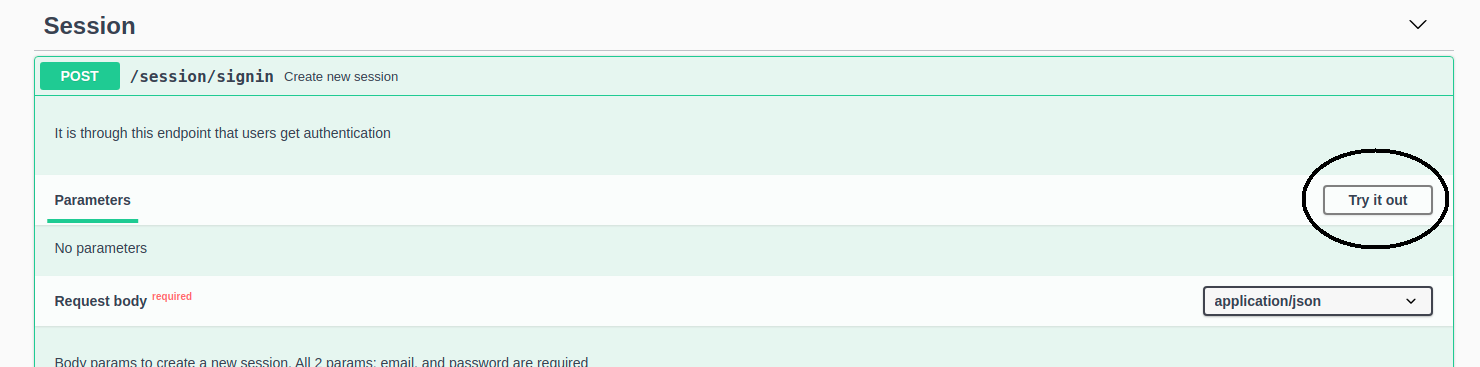 Session
POST /session/signin Create new session
It is through this endpoint that users get authentication
Parameters Try it out
No parameters
Request body required application/json
Body params to create a new session. All 2 params: email, and password are required